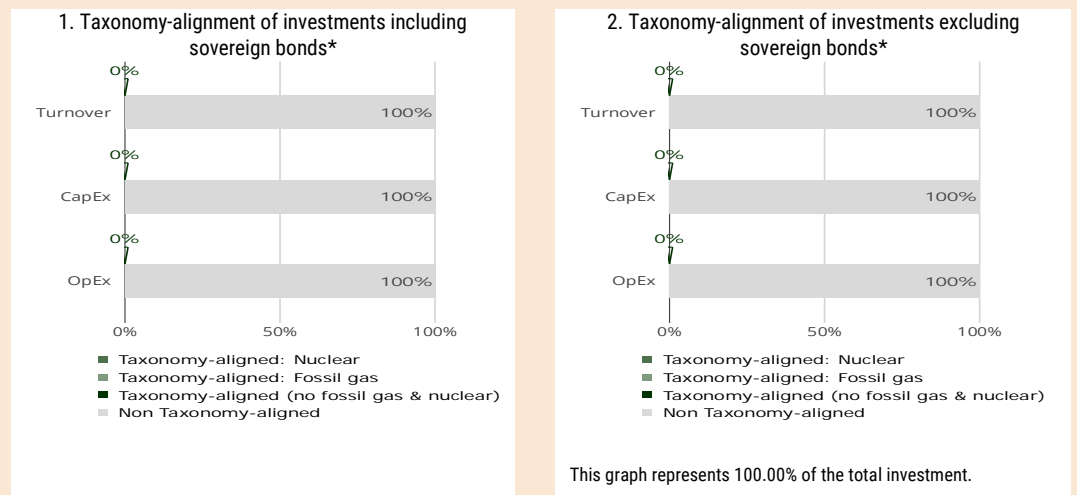 1. Taxonomy-alignment of investments including
sovereign bonds*
0%
Turnover 100%
0%
CapEx 100%
0%
OpEx 100%
0% 50% 100%
Taxonomy-aligned: Nuclear
Taxonomy-aligned: Fossil gas
Taxonomy-aligned (no fossil gas & nuclear)
Non Taxonomy-aligned
2. Taxonomy-alignment of investments excluding
sovereign bonds*
0%
Turnover 100%
0%
CapEx 100%
0%
OpEx 100%
0% 50% 100%
Taxonomy-aligned: Nuclear
Taxonomy-aligned: Fossil gas
Taxonomy-aligned (no fossil gas & nuclear)
Non Taxonomy-aligned
This graph represents 100.00% of the total investment.